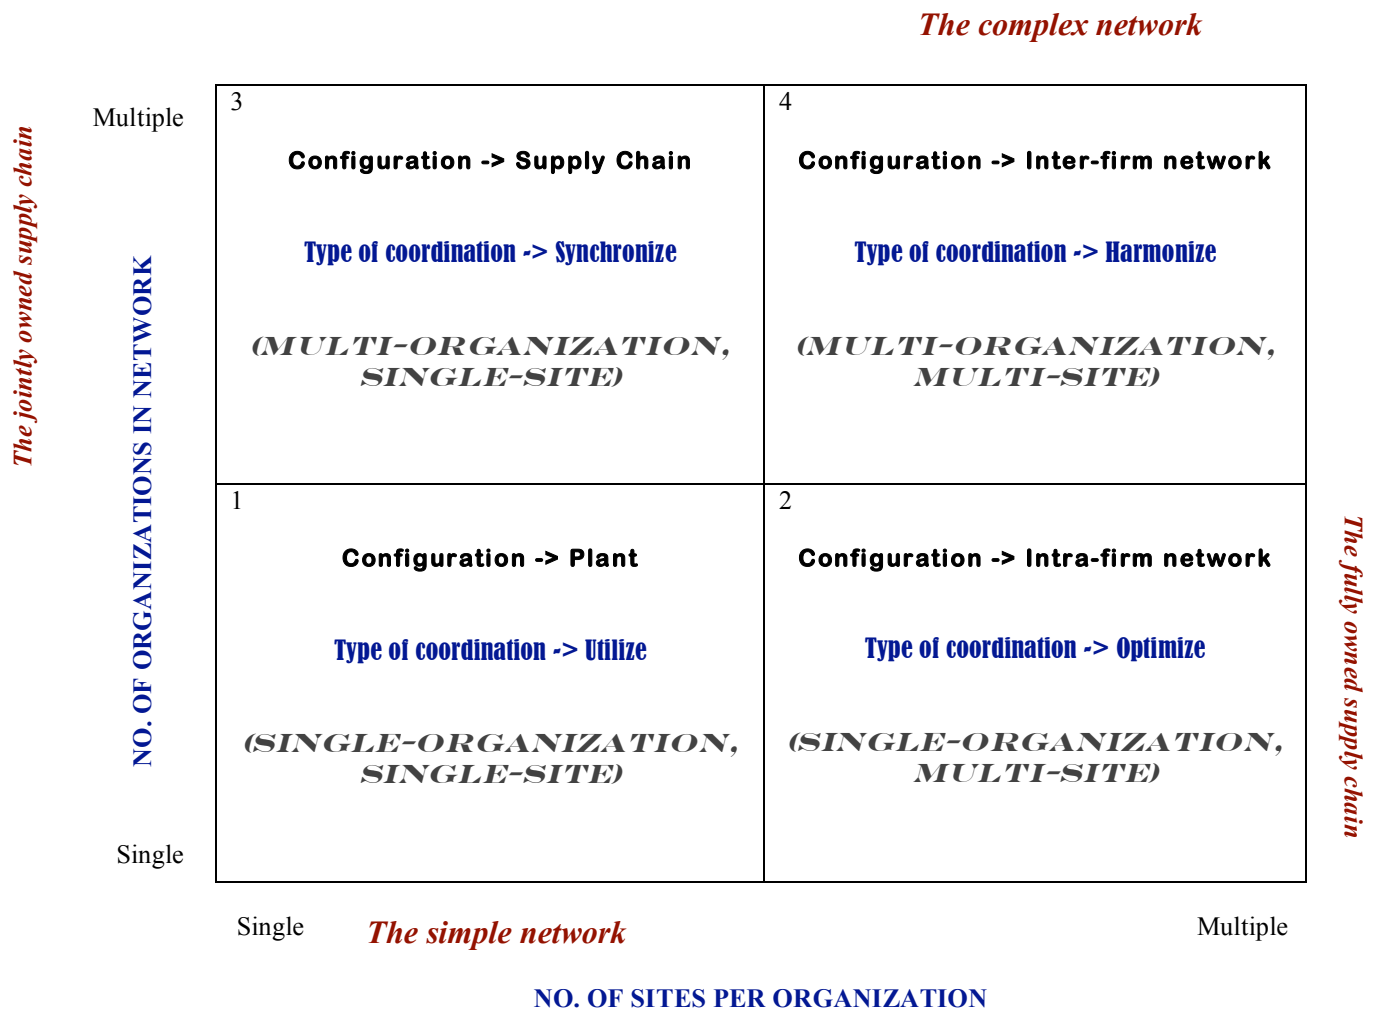 The complex network
Multiple
The jointly owned supply chain
NO. OF ORGANIZATIONS IN NETWORK
3
Configuration -> Supply Chain
Type of coordination -> Synchronize
(MULTI-ORGANIZATION,
SINGLE-SITE)
4
Configuration -> Inter-firm network
Type of coordination -> Harmonize
(MULTI-ORGANIZATION,
MULTI-SITE)
1
Configuration -> Plant
Type of coordination -> Utilize
(SINGLE-ORGANIZATION,
SINGLE-SITE)
2
Configuration -> Intra-firm network
Type of coordination -> Optimize
(SINGLE-ORGANIZATION,
MULTI-SITE)
The fully owned supply chain
Single
Single
The simple network
Multiple
NO. OF SITES PER ORGANIZATION